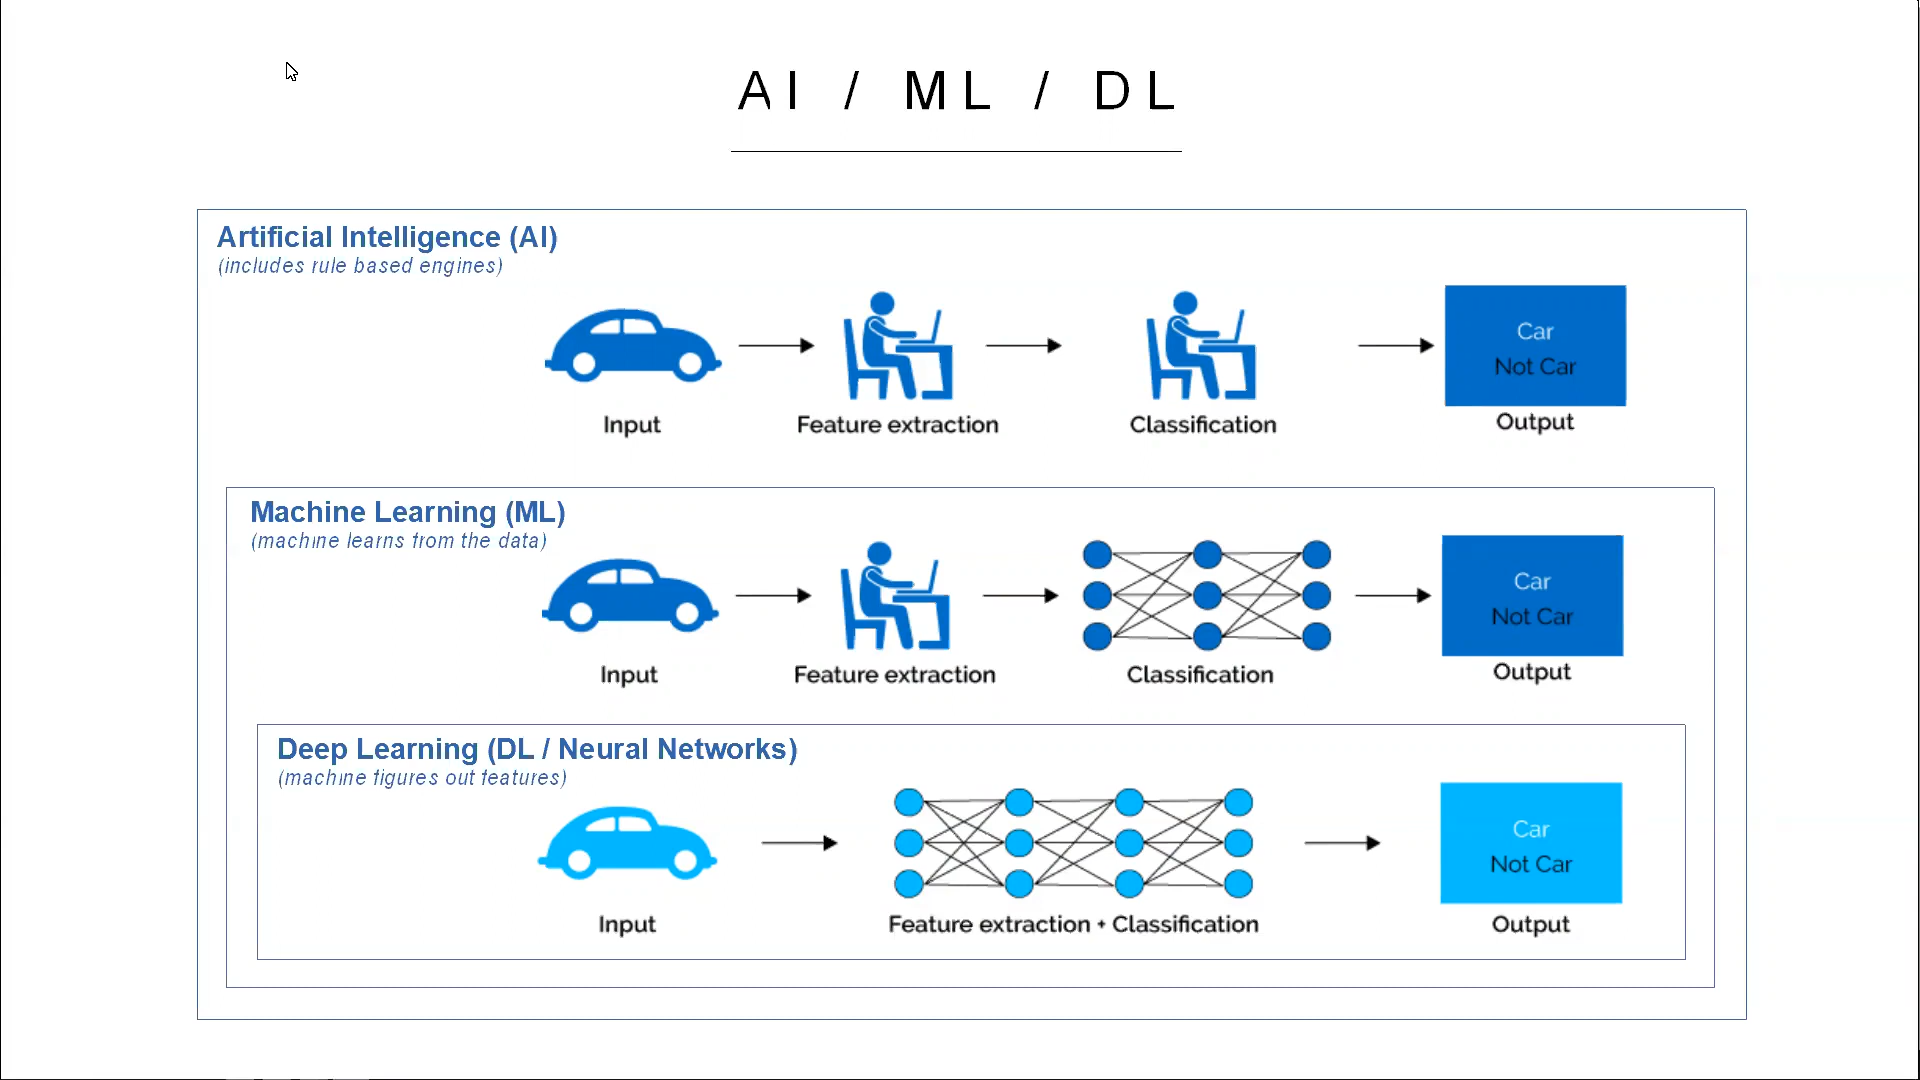 AI / ML / DL
Artificial Intelligence (AI)
(includes rule based engines)
Car
Not Car
Input
Feature extraction
Classification
Output
Machine Learning (ML)
(machine learns from the data)
Car
Not Car
Input
Feature extraction
Classification
Output
Deep Learning (DL / Neural Networks)
(machine figures out features)
Car
Not Car
Input
Feature extraction + Classification
Output